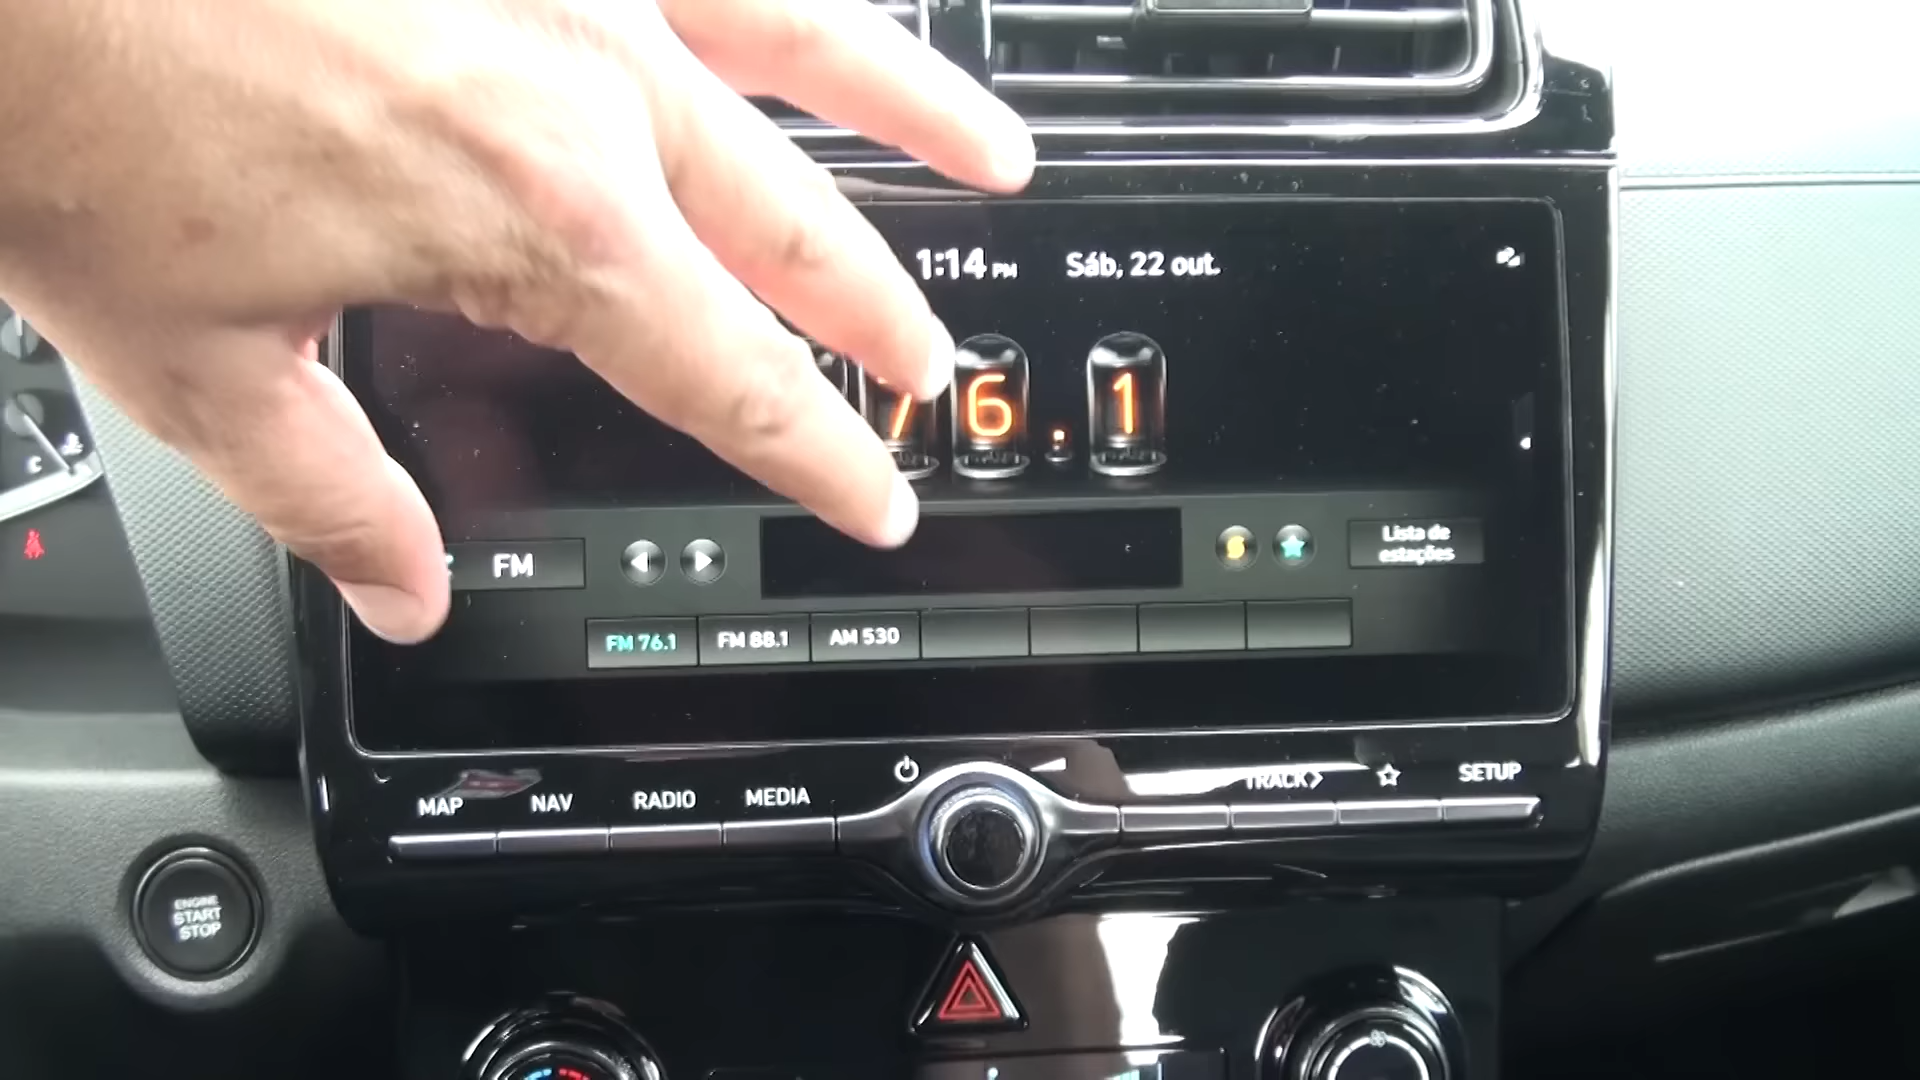 1:14 PM Sáb, 22 out.
76.1
FM
Lista de
estações
FM 76.1 FM 88.1 AM 530
MAP NAV RADIO MEDIA TRACK> SETUP
ENGINE
START
STOP
C